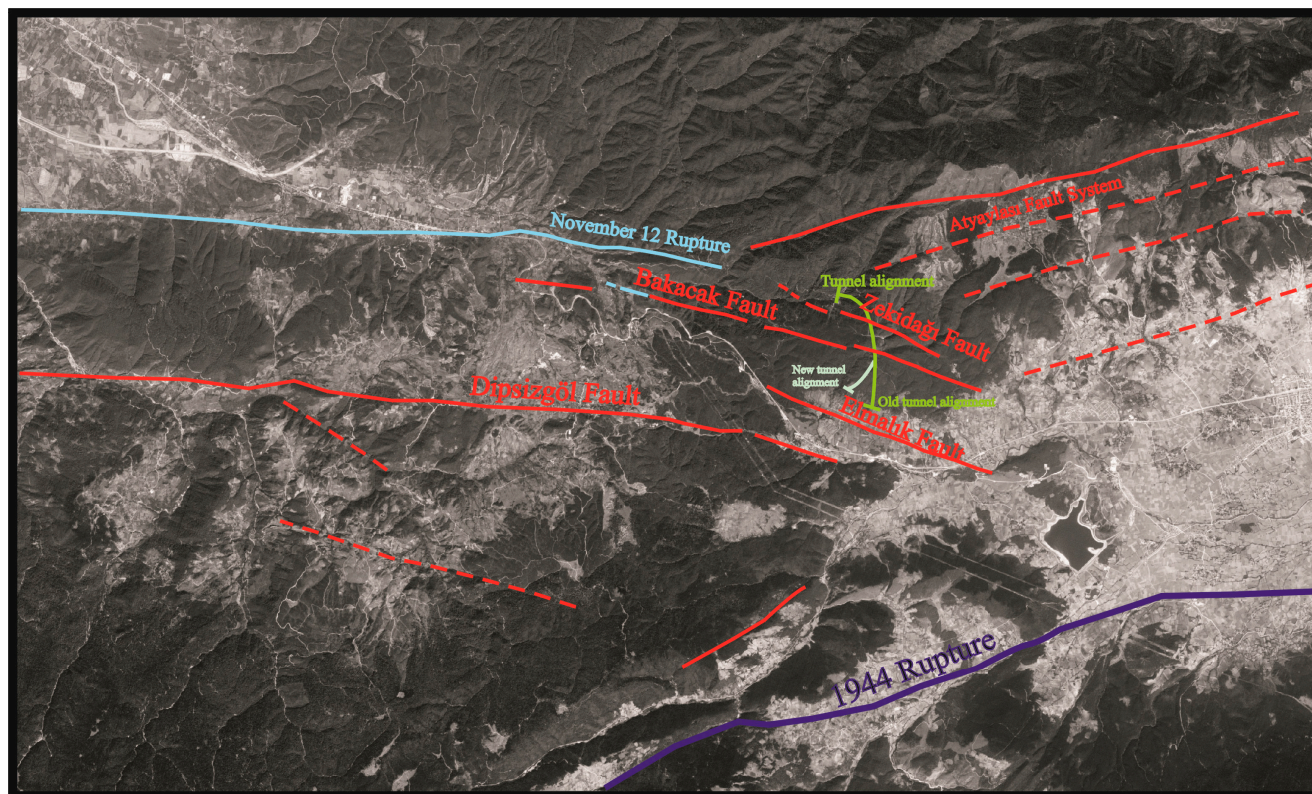 Atyaylası Fault System
November 12 Rupture
Bakacak Fault
Tunnel alignment
Zekidağı Fault
New tunnel
alignment
Dipsizgöl Fault
Old tunnel alignment
Elmalık Fault
1944 Rupture